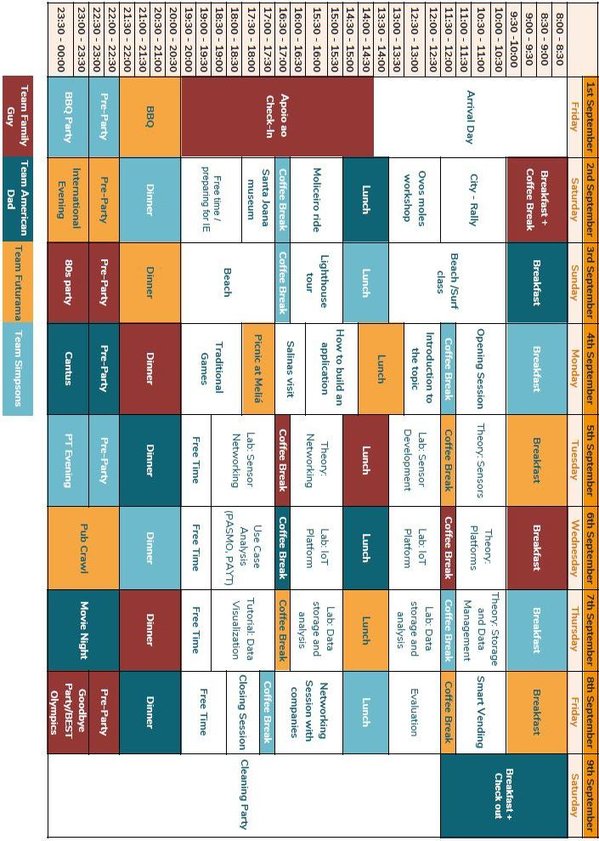 8:00 - 8:30
8:30 - 9:00
9:00 - 9:30
9:30 -10:00
10:00 - 10:30
10:30 - 11:00
11:00 - 11:30
11:30 - 12:00
12:00 - 12:30
12:30 - 13:00
13:00 - 13:30
13:30 - 14:00
14:00 - 14:30
14:30 - 15:00
15:00 - 15:30
15:30 - 16:00
16:00 - 16:30
16:30 - 17:00
17:00 - 17:30
17:30 - 18:00
18:00 - 18:30
18:30 - 19:00
19:00 - 19:30
19:30 - 20:00
20:00 - 20:30
20:30 - 21:00
21:00 - 21:30
21:30 - 22:00
22:00 - 22:30
22:30 - 23:00
23:00 - 23:30
23:30 - 00:00
1st September
Friday
Arrival Day
Apoio ao
Check-In
BBQ
Pre-Party
BBQ Party
2nd September
Saturday
Breakfast +
Coffee Break
City - Rally
Ovos moles
workshop
Lunch
Moliceiro ride
Coffee Break
Santa Joana
museum
Free time /
preparing for IE
Dinner
Pre-Party
International
Evening
3rd September
Sunday
Breakfast
Beach /Surf
class
Lunch
Lighthouse
tour
Coffee Break
Beach
Dinner
Pre-Party
80s party
4th September
Monday
Breakfast
Opening Session
Coffee Break
Introduction to
the topic
Lunch
How to build an
application
Salinas visit
Picnic at Meliá
Traditional
Games
Dinner
Pre-Party
Cantus
5th September
Tuesday
Breakfast
Theory: Sensors
Coffee Break
Lab: Sensor
Development
Lunch
Theory:
Networking
Coffee Break
Lab: Sensor
Networking
Free Time
Dinner
Pre-Party
PT Evening
6th September
Wednesday
Breakfast
Theory:
Platforms
Coffee Break
Lab: IoT
Platform
Lunch
Lab: IoT
Platform
Coffee Break
Use Case
Analysis
(PASMO, PAYT)
Free Time
Dinner
Pub Crawl
7th September
Thursday
Breakfast
Theory: Storage
and Data
Management
Coffee Break
Lab: Data
storage and
analysis
Lunch
Lab: Data
storage and
analysis
Coffee Break
Tutorial: Data
Visualization
Free Time
Dinner
Movie Night
8th September
Friday
Breakfast
Smart Vending
Coffee Break
Evaluation
Lunch
Networking
Session with
companies
Coffee Break
Closing Session
Free Time
Dinner
Pre-Party
Goodbye
Party/BEST
Olympics
9th September
Saturday
Breakfast +
Check out
Cleaning Party
Team Family
Guy
Team American
Dad
Team Futurama
Team Simpsons